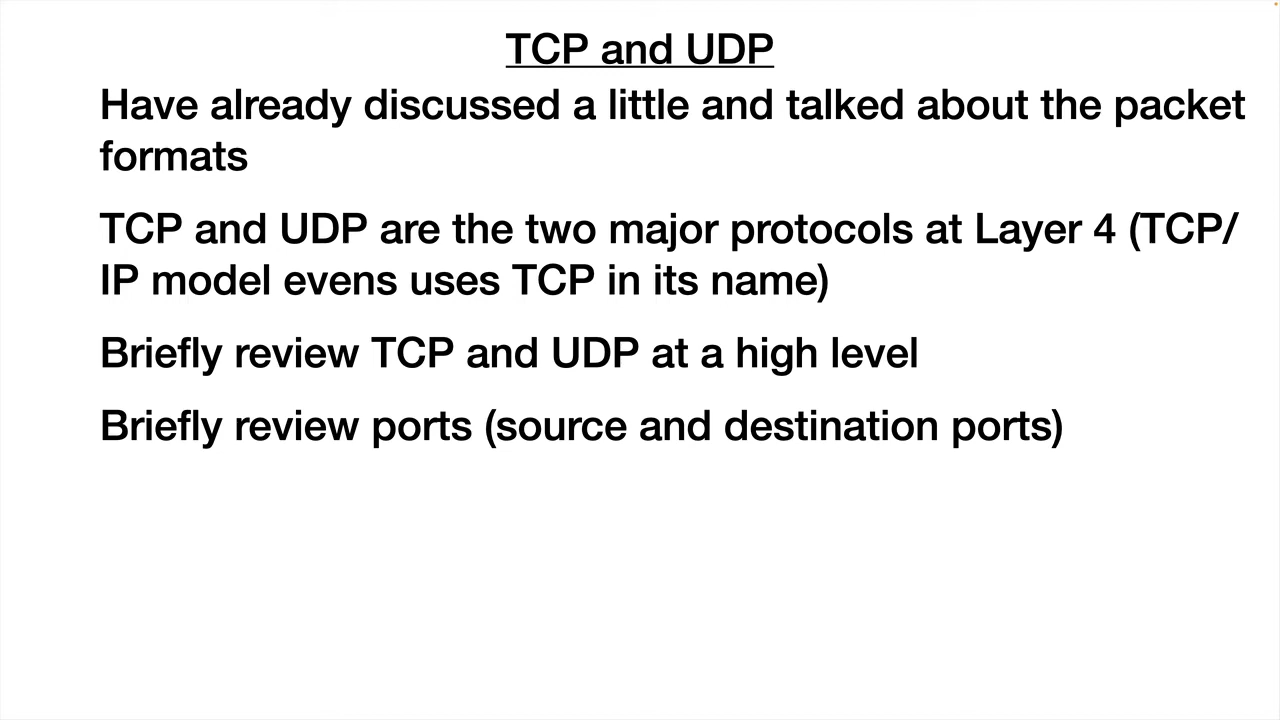 TCP and UDP
Have already discussed a little and talked about the packet
formats
TCP and UDP are the two major protocols at Layer 4 (TCP/
IP model evens uses TCP in its name)
Briefly review TCP and UDP at a high level
Briefly review ports (source and destination ports)